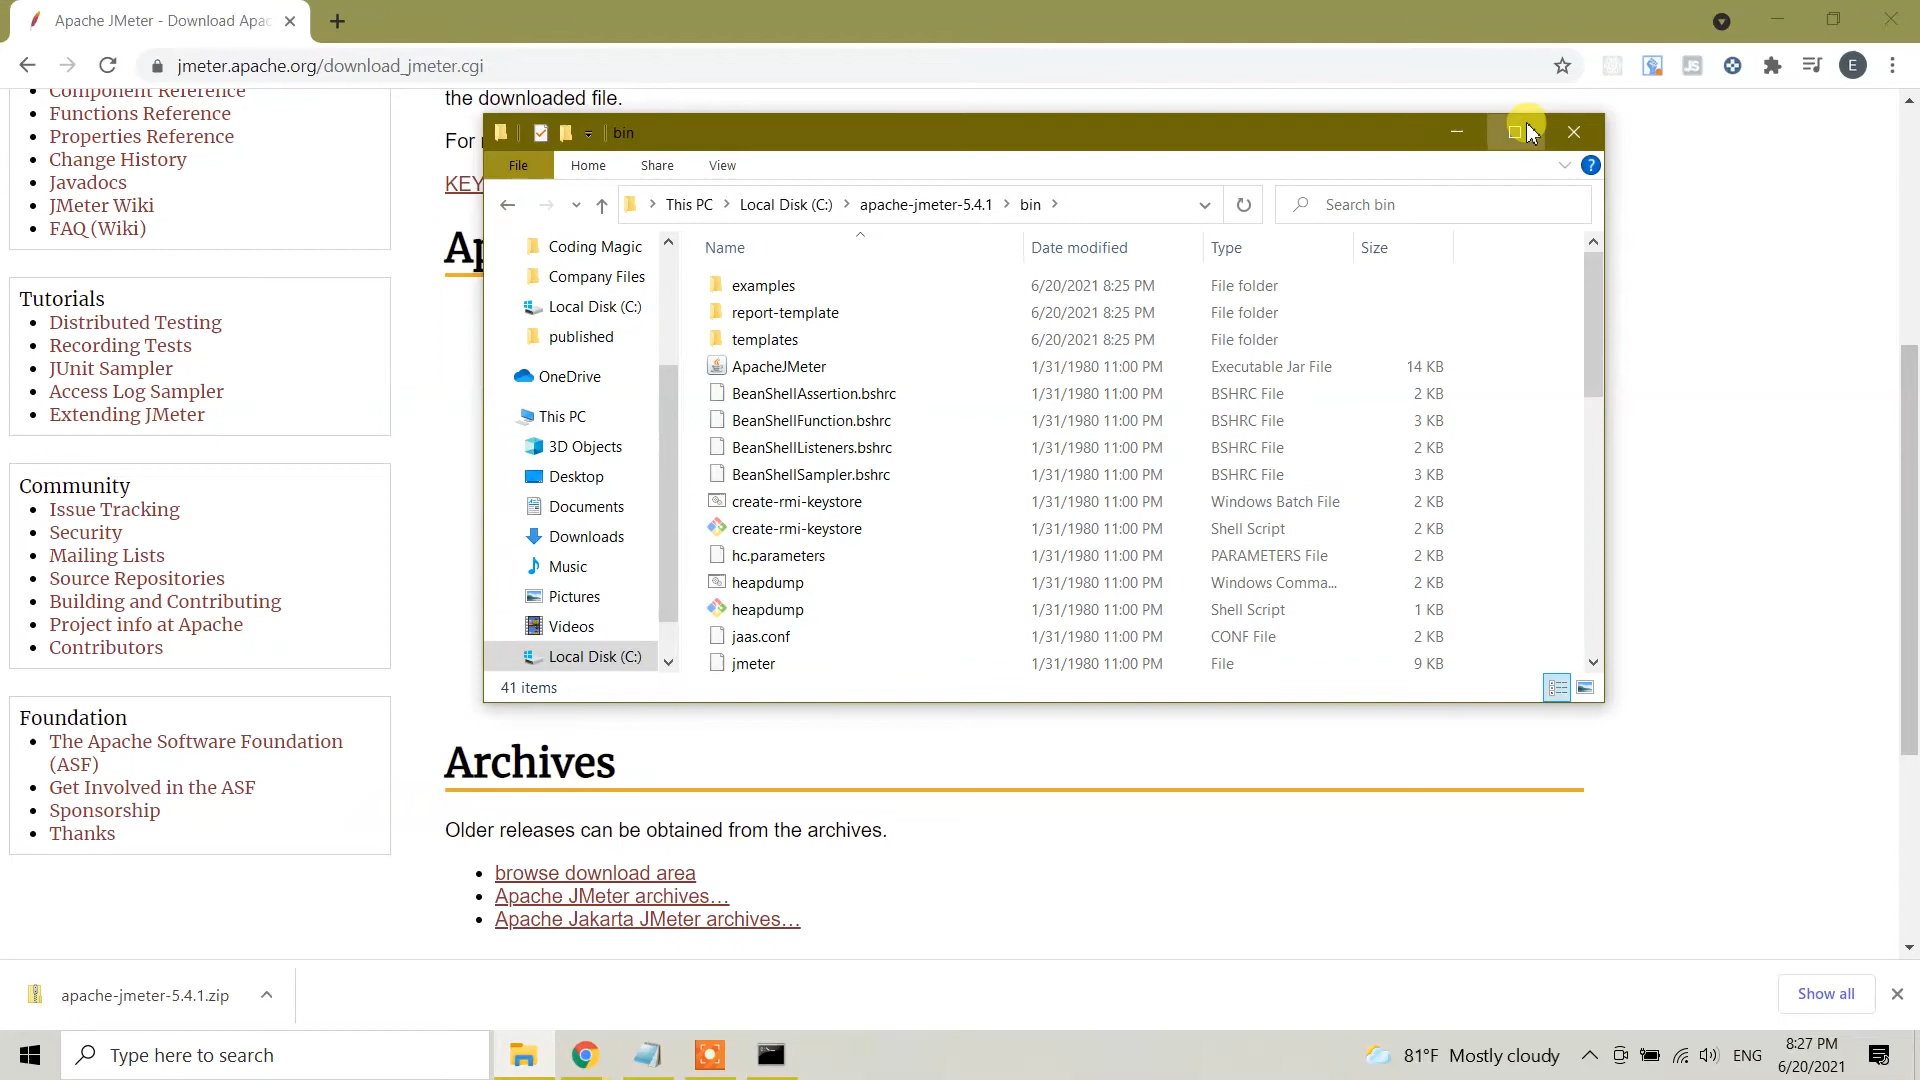 Apache JMeter - Download Apac
jmeter.apache.org/download_jmeter.cgi
E
Component Reference
Functions Reference
Properties Reference
Change History
Javadocs
JMeter Wiki
FAQ (Wiki)
Tutorials
Distributed Testing
Recording Tests
JUnit Sampler
Access Log Sampler
Extending JMeter
Community
Issue Tracking
Security
Mailing Lists
Source Repositories
Building and Contributing
Project info at Apache
Contributors
Foundation
The Apache Software Foundation
(ASF)
Get Involved in the ASF
Sponsorship
Thanks
the downloaded file.
For
KEY
Ap
bin
File Home Share View
This PC Local Disk (C:) apache-jmeter-5.4.1 bin
Search bin
Coding Magic
Company Files
Local Disk (C:)
published
OneDrive
This PC
3D Objects
Desktop
Documents
Downloads
Music
Pictures
Videos
Local Disk (C:)
Name Date modified Type Size
examples 6/20/2021 8:25 PM File folder
report-template 6/20/2021 8:25 PM File folder
templates 6/20/2021 8:25 PM File folder
ApacheJMeter 1/31/1980 11:00 PM Executable Jar File 14 KB
BeanShellAssertion.bshrc 1/31/1980 11:00 PM BSHRC File 2 KB
BeanShellFunction.bshrc 1/31/1980 11:00 PM BSHRC File 3 KB
BeanShellListeners.bshrc 1/31/1980 11:00 PM BSHRC File 2 KB
BeanShellSampler.bshrc 1/31/1980 11:00 PM BSHRC File 3 KB
create-rmi-keystore 1/31/1980 11:00 PM Windows Batch File 2 KB
create-rmi-keystore 1/31/1980 11:00 PM Shell Script 2 KB
hc.parameters 1/31/1980 11:00 PM PARAMETERS File 2 KB
heapdump 1/31/1980 11:00 PM Windows Comma... 2 KB
heapdump 1/31/1980 11:00 PM Shell Script 1 KB
jaas.conf 1/31/1980 11:00 PM CONF File 2 KB
jmeter 1/31/1980 11:00 PM File 9 KB
41 items
Archives
Older releases can be obtained from the archives.
browse download area
Apache JMeter archives…
Apache Jakarta JMeter archives…
apache-jmeter-5.4.1.zip
Show all
Type here to search
81°F Mostly cloudy
ENG
8:27 PM
6/20/2021